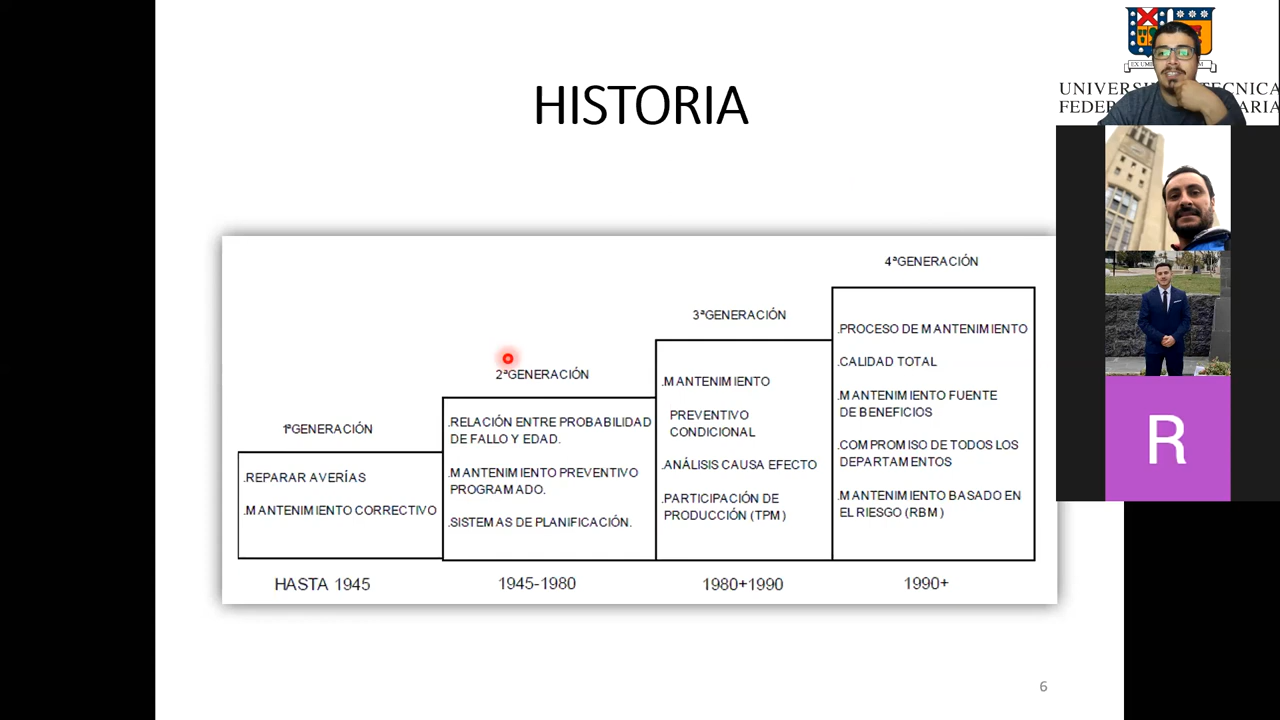 HISTORIA
EX UM
UNIVERS TECNICA
FEDER ARIA
1ªGENERACIÓN
.REPARAR AVERÍAS
.MANTENIMIENTO CORRECTIVO
HASTA 1945
2ªGENERACIÓN
.RELACIÓN ENTRE PROBABILIDAD
DE FALLO Y EDAD.
.MANTENIMIENTO PREVENTIVO
PROGRAMADO.
.SISTEMAS DE PLANIFICACIÓN.
1945-1980
3ªGENERACIÓN
.MANTENIMIENTO
PREVENTIVO
CONDICIONAL
.ANÁLISIS CAUSA EFECTO
.PARTICIPACIÓN DE
PRODUCCIÓN (TPM)
1980+1990
4ªGENERACIÓN
.PROCESO DE MANTENIMIENTO
.CALIDAD TOTAL
.MANTENIMIENTO FUENTE
DE BENEFICIOS
.COMPROMISO DE TODOS LOS
DEPARTAMENTOS
.MANTENIMIENTO BASADO EN
EL RIESGO (RBM)
1990+
R
6